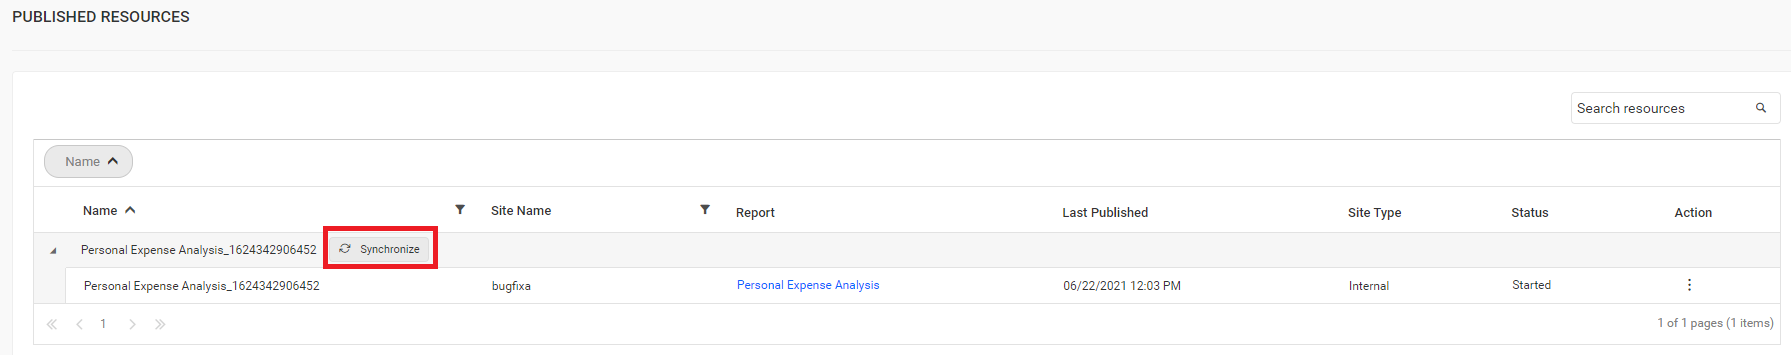 PUBLISHED RESOURCES
Search resources
Name
Name Site Name Report Last Published Site Type Status Action
Personal Expense Analysis_1624342906452 Synchronize
Personal Expense Analysis_1624342906452 bugfixa Personal Expense Analysis 06/22/2021 12:03 PM Internal Started
1 1 of 1 pages (1 items)